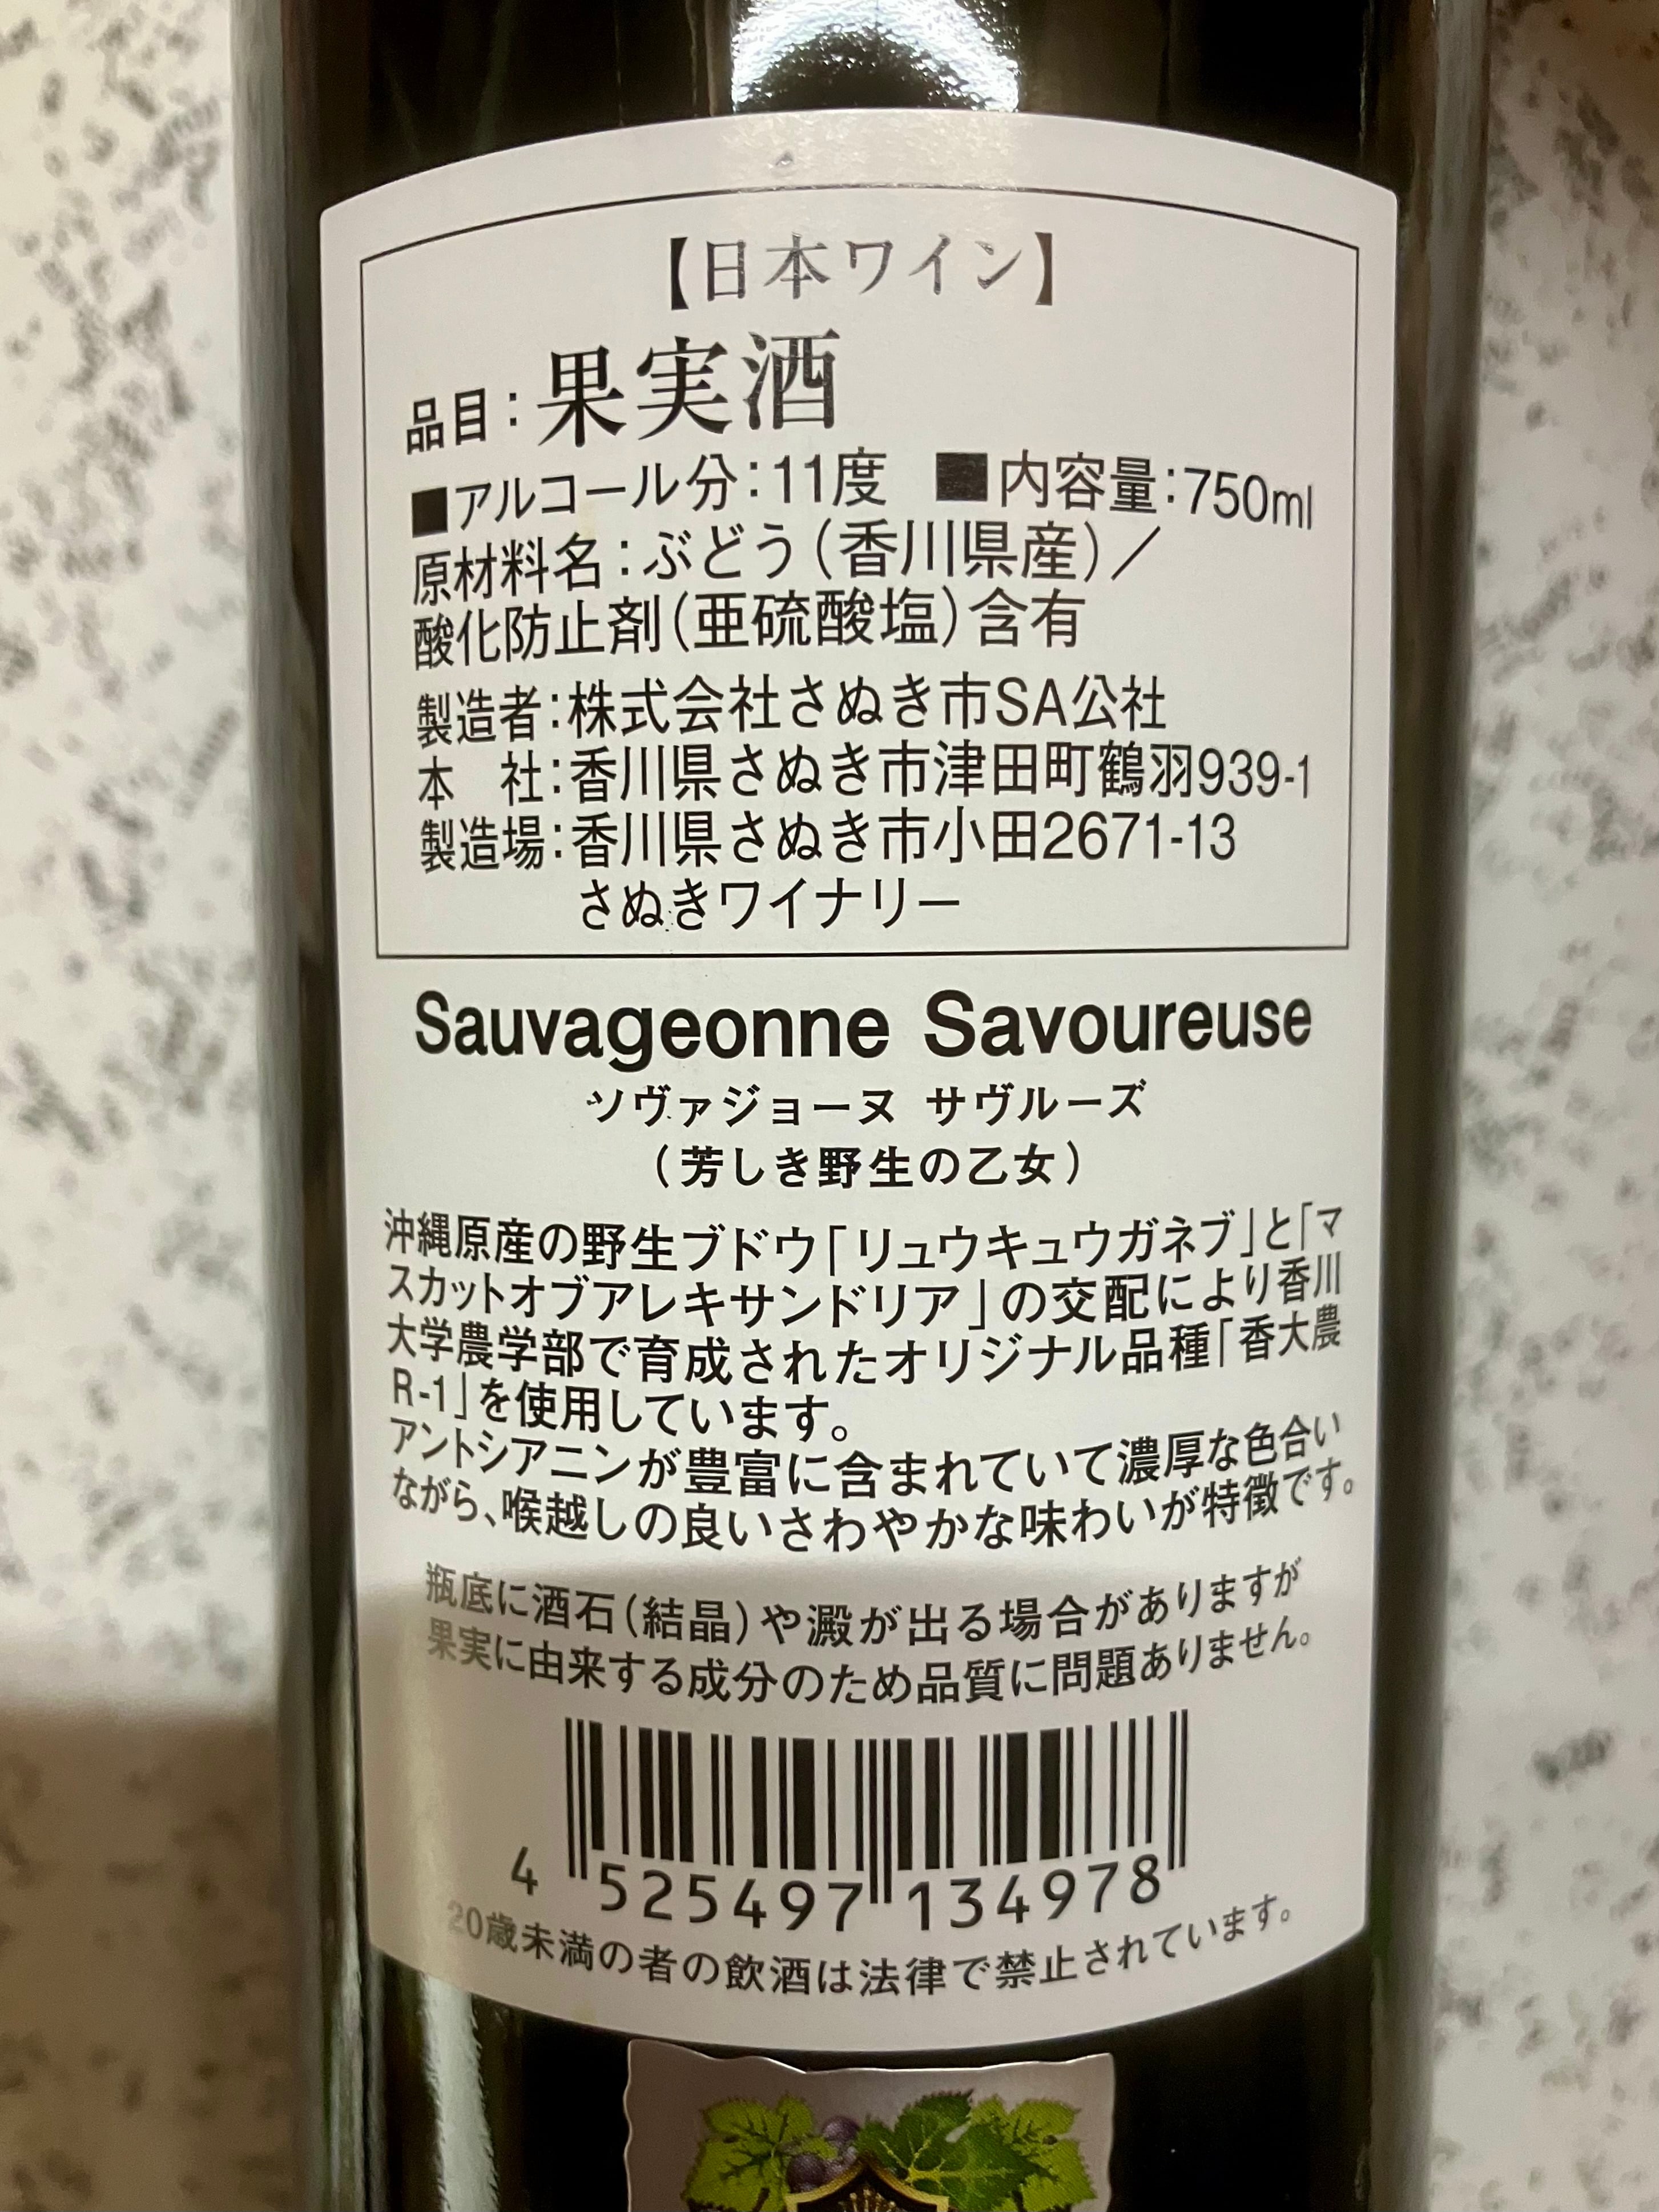 【日本ワイン】
品目：果実酒
■アルコール分：11度 ■内容量：750ml
原材料名：ぶどう（香川県産）／
酸化防止剤（亜硫酸塩）含有
製造者：株式会社さぬき市SA公社
本　社：香川県さぬき市津田町鶴羽939-1
製造場：香川県さぬき市小田2671-13
さぬきワイナリー
Sauvageonne Savoureuse
ソヴァジョーヌ サヴルーズ
（芳しき野生の乙女）
沖縄原産の野生ブドウ「リュウキュウガネブ」と「マ
スカットオブアレキサンドリア」の交配により香川
大学農学部で育成されたオリジナル品種「香大農
R-1」を使用しています。
アントシアニンが豊富に含まれていて濃厚な色合い
ながら、喉越しの良いさわやかな味わいが特徴です。
瓶底に酒石（結晶）や澱が出る場合がありますが
果実に由来する成分のため品質に問題ありません。
4 525497 134978
20歳未満の者の飲酒は法律で禁止されています。